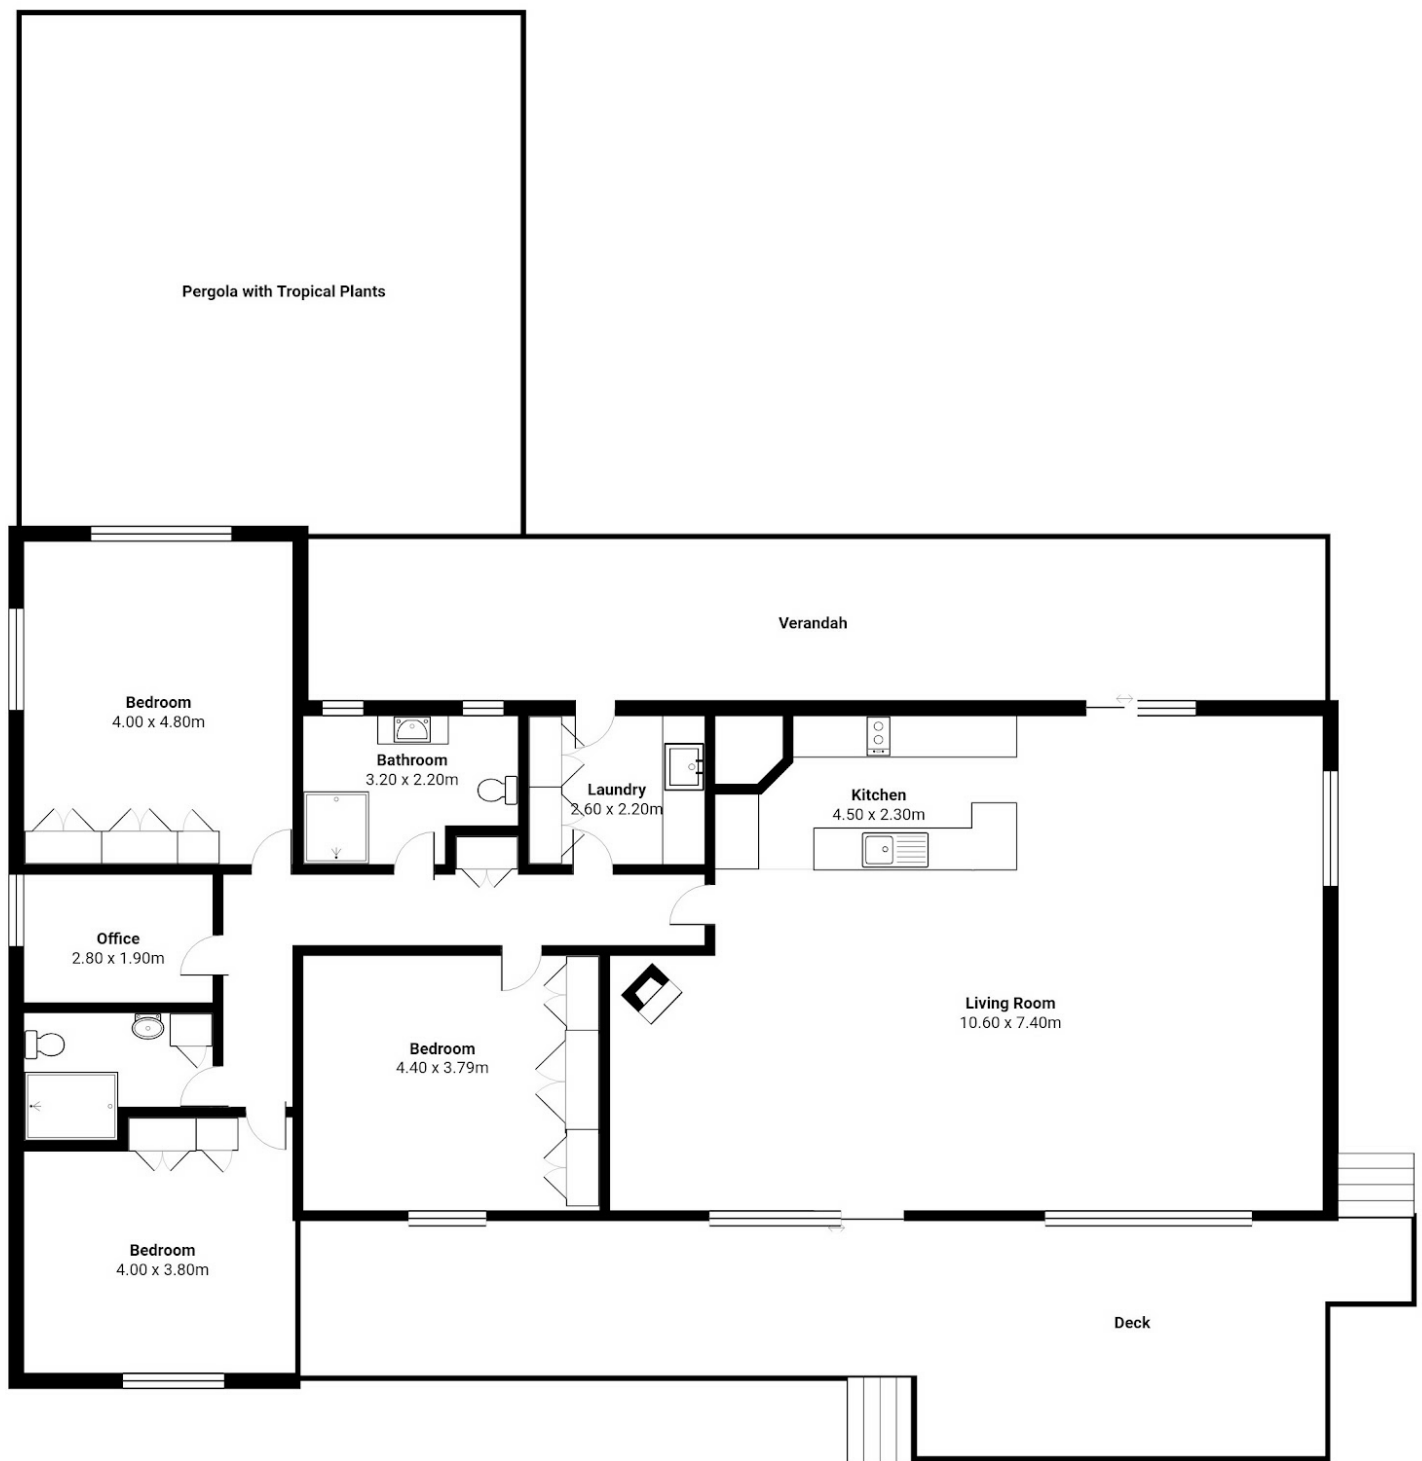 Pergola with Tropical Plants
Verandah
Bedroom
4.00 x 4.80m
Bathroom
3.20 x 2.20m
Laundry
2.60 x 2.20m
Kitchen
4.50 x 2.30m
Office
2.80 x 1.90m
Living Room
10.60 x 7.40m
Bedroom
4.40 x 3.79m
Bedroom
4.00 x 3.80m
Deck